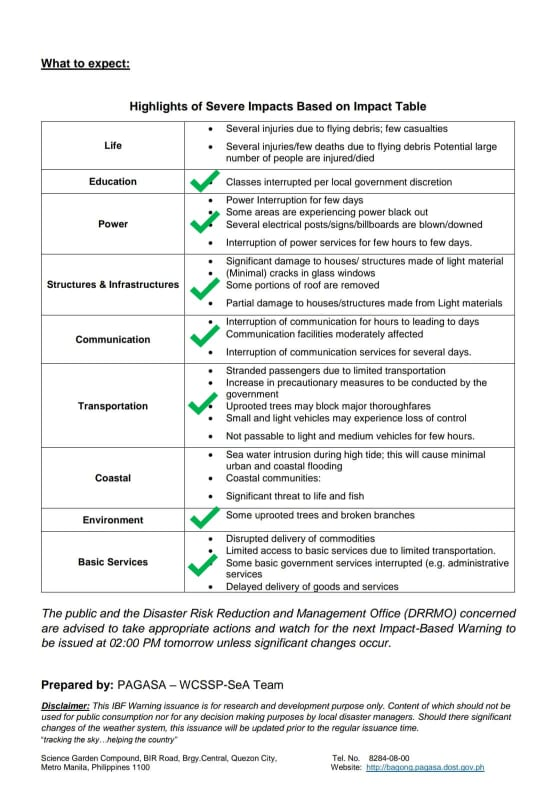 What to expect:
Highlights of Severe Impacts Based on Impact Table
Life
• Several injuries due to flying debris; few casualties
• Several injuries/few deaths due to flying debris Potential large
number of people are injured/died
Education
• Classes interrupted per local government discretion
Power
• Power Interruption for few days
• Some areas are experiencing power black out
• Several electrical posts/signs/billboards are blown/downed
• Interruption of power services for few hours to few days.
Structures & Infrastructures
• Significant damage to houses/ structures made of light material
• (Minimal) cracks in glass windows
• Some portions of roof are removed
• Partial damage to houses/structures made from Light materials
Communication
• Interruption of communication for hours to leading to days
Communication facilities moderately affected
• Interruption of communication services for several days.
Transportation
• Stranded passengers due to limited transportation
• Increase in precautionary measures to be conducted by the
government
• Uprooted trees may block major thoroughfares
• Small and light vehicles may experience loss of control
• Not passable to light and medium vehicles for few hours.
Coastal
• Sea water intrusion during high tide; this will cause minimal
urban and coastal flooding
• Coastal communities:
• Significant threat to life and fish
Environment
Some uprooted trees and broken branches
Basic Services
• Disrupted delivery of commodities
• Limited access to basic services due to limited transportation.
• Some basic government services interrupted (e.g. administrative
services
• Delayed delivery of goods and services
The public and the Disaster Risk Reduction and Management Office (DRRMO) concerned
are advised to take appropriate actions and watch for the next Impact-Based Warning to
be issued at 02:00 PM tomorrow unless significant changes occur.
Prepared by: PAGASA – WCSSP-SeA Team
Disclaimer: This IBF Warning issuance is for research and development purpose only. Content of which should not be
used for public consumption nor for any decision making purposes by local disaster managers. Should there significant
changes of the weather system, this issuance will be updated prior to the regular issuance time.
"tracking the sky…helping the country"
Science Garden Compound, BIR Road, Brgy.Central, Quezon City, Tel. No. 8284-08-00
Metro Manila, Philippines 1100 Website: http://bagong.pagasa.dost.gov.ph